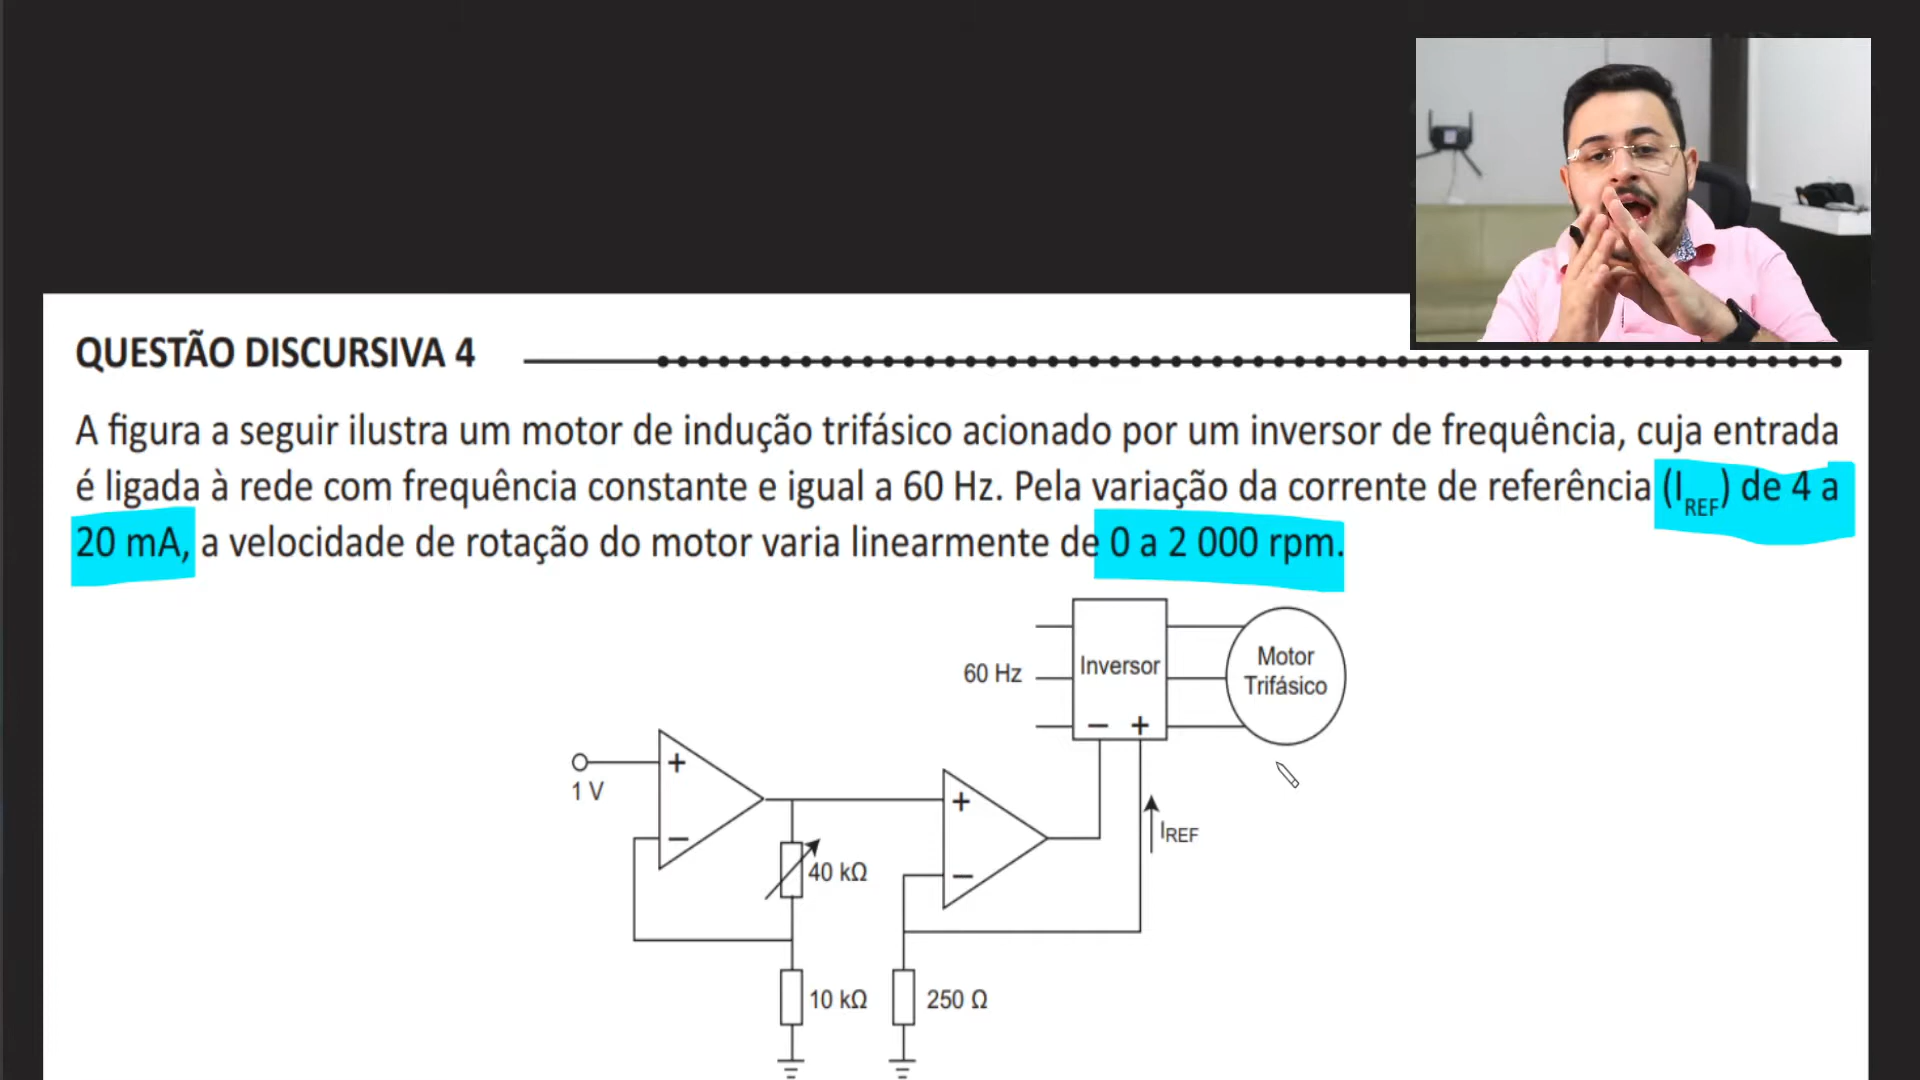 QUESTÃO DISCURSIVA 4
A figura a seguir ilustra um motor de indução trifásico acionado por um inversor de frequência, cuja entrada
é ligada à rede com frequência constante e igual a 60 Hz. Pela variação da corrente de referência (I_REF) de 4 a
20 mA, a velocidade de rotação do motor varia linearmente de 0 a 2 000 rpm.
60 Hz
Inversor
− +
Motor
Trifásico
+
1 V
−
+
−
IREF
40 kΩ
10 kΩ
250 Ω